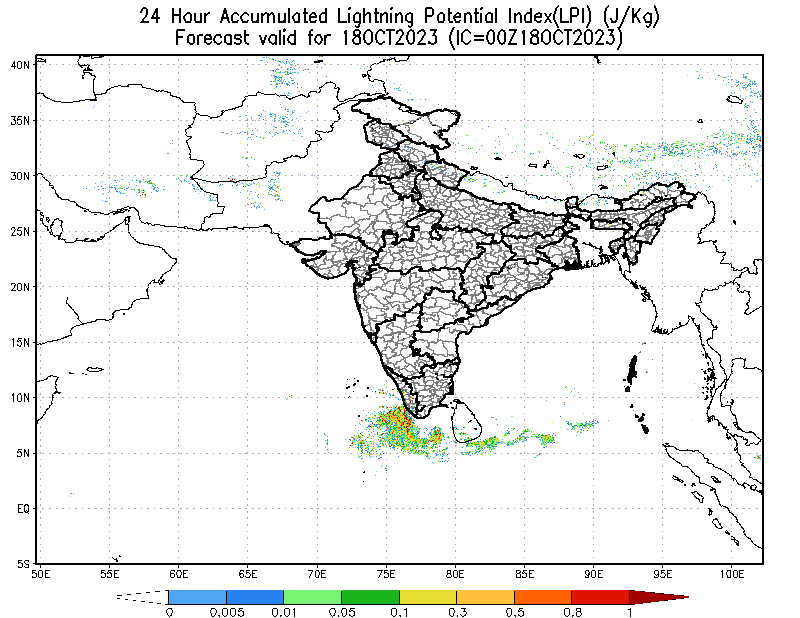 24 Hour Accumulated Lightning Potential Index(LPI) (J/Kg)
Forecast valid for 18OCT2023 (IC=00Z18OCT2023)
40N
35N
30N
25N
20N
15N
10N
5N
EQ
5S
50E 55E 60E 65E 70E 75E 80E 85E 90E 95E 100E
0 0.005 0.01 0.05 0.1 0.3 0.5 0.8 1